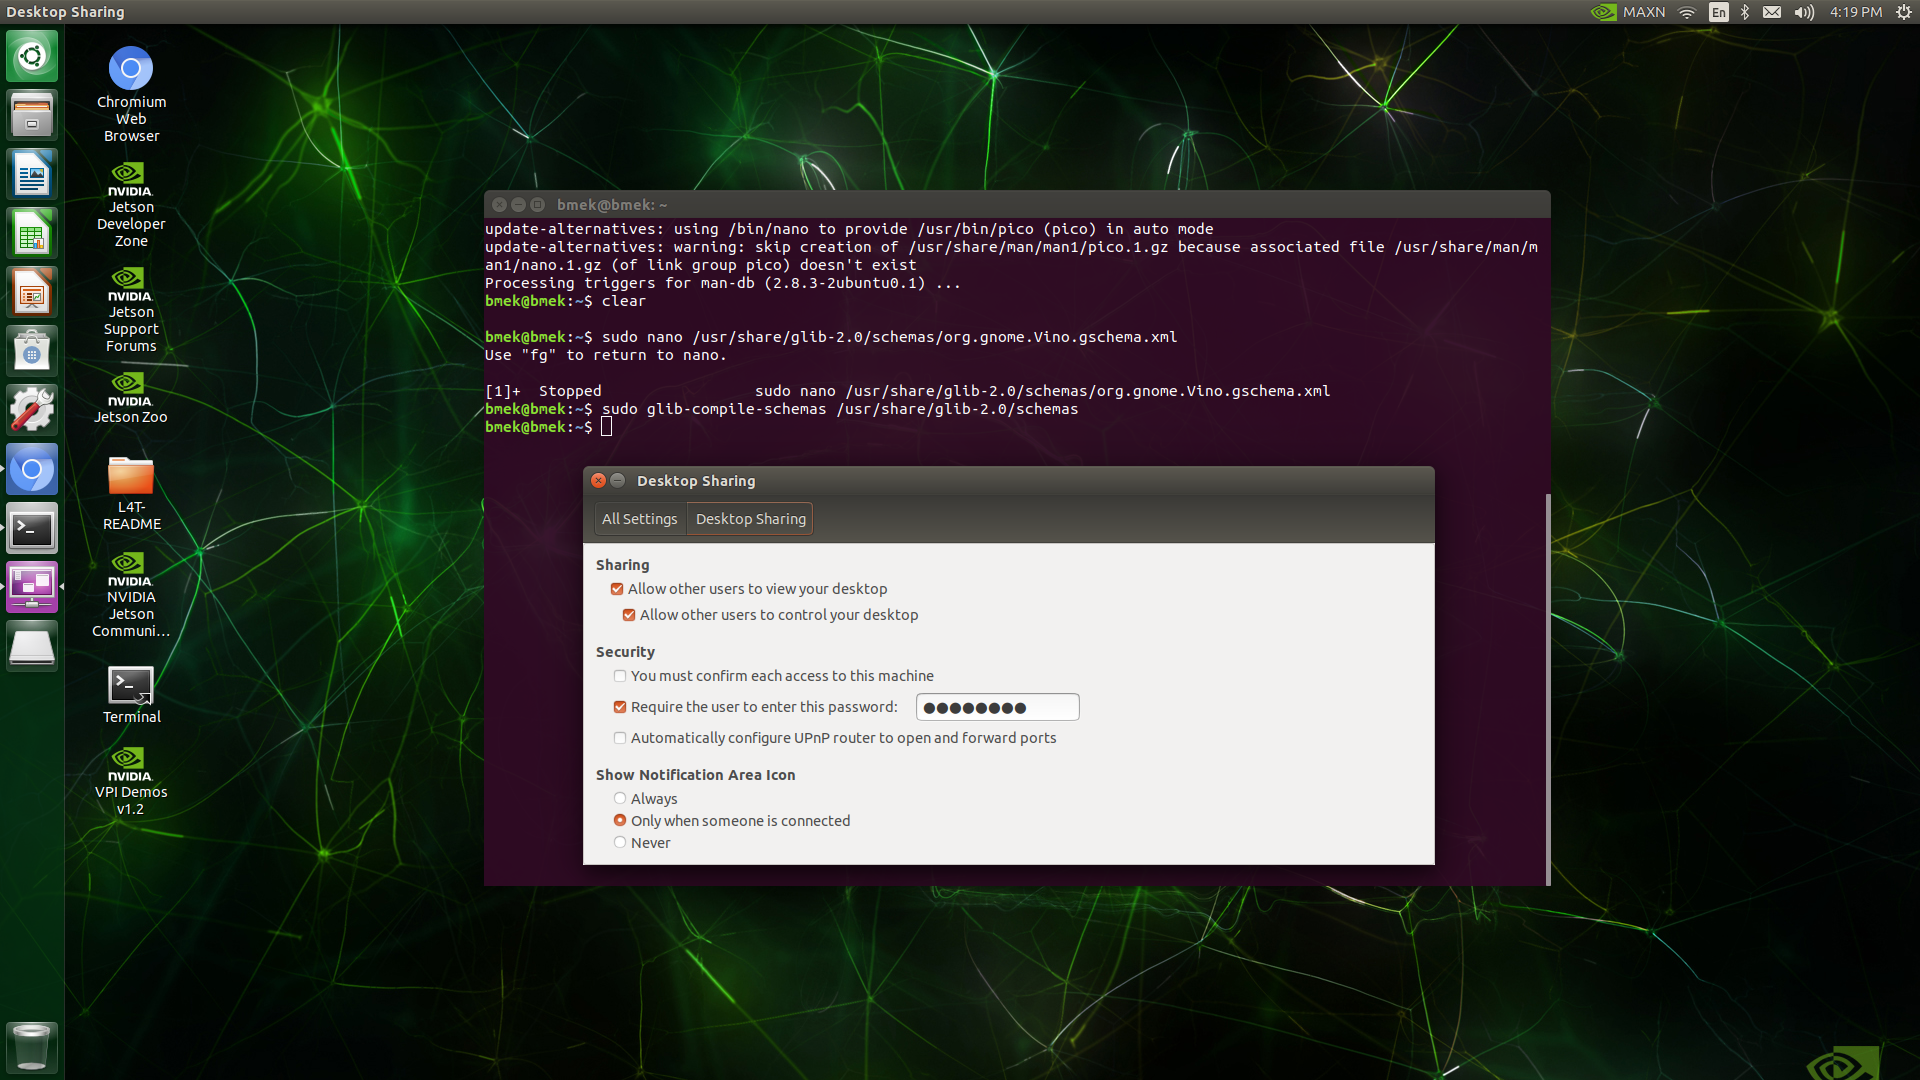 Desktop Sharing
MAXN
En
4:19 PM
Chromium
Web
Browser
NVIDIA.
Jetson
Developer
Zone
NVIDIA.
Jetson
Support
Forums
NVIDIA.
Jetson Zoo
L4T-
README
NVIDIA.
NVIDIA
Jetson
Communi...
Terminal
NVIDIA.
VPI Demos
v1.2
bmek@bmek: ~
update-alternatives: using /bin/nano to provide /usr/bin/pico (pico) in auto mode
update-alternatives: warning: skip creation of /usr/share/man/man1/pico.1.gz because associated file /usr/share/man/m
an1/nano.1.gz (of link group pico) doesn't exist
Processing triggers for man-db (2.8.3-2ubuntu0.1) ...
bmek@bmek:~$ clear
bmek@bmek:~$ sudo nano /usr/share/glib-2.0/schemas/org.gnome.Vino.gschema.xml
Use "fg" to return to nano.
[1]+  Stopped                 sudo nano /usr/share/glib-2.0/schemas/org.gnome.Vino.gschema.xml
bmek@bmek:~$ sudo glib-compile-schemas /usr/share/glib-2.0/schemas
bmek@bmek:~$
Desktop Sharing
All Settings
Desktop Sharing
Sharing
Allow other users to view your desktop
Allow other users to control your desktop
Security
You must confirm each access to this machine
Require the user to enter this password: ●●●●●●●●
Automatically configure UPnP router to open and forward ports
Show Notification Area Icon
Always
Only when someone is connected
Never